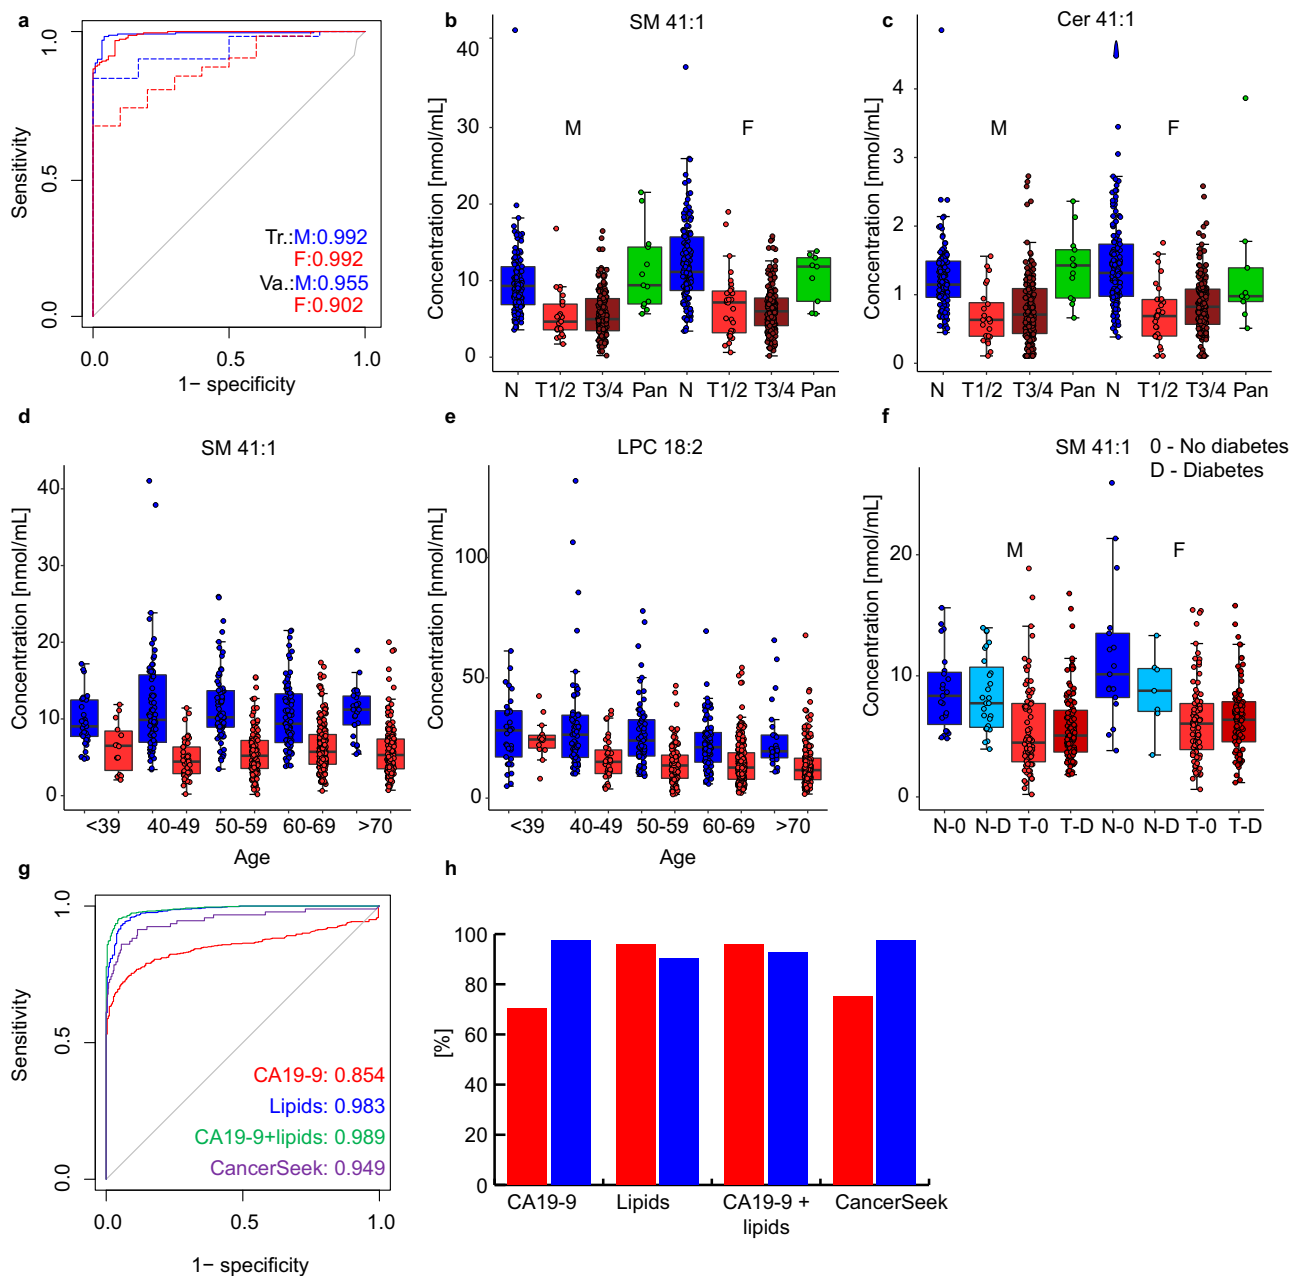 a
1.0
0.5
0.0
Sensitivity
Tr.:M:0.992
F:0.992
Va.:M:0.955
F:0.902
0.0 0.5 1.0
1− specificity
b
SM 41:1
40
30
20
10
0
Concentration [nmol/mL]
M F
N T1/2 T3/4 Pan N T1/2 T3/4 Pan
c
Cer 41:1
4
3
2
1
0
Concentration [nmol/mL]
M F
N T1/2 T3/4 Pan N T1/2 T3/4 Pan
d
SM 41:1
40
30
20
10
0
Concentration [nmol/mL]
<39 40-49 50-59 60-69 >70
Age
e
LPC 18:2
100
50
0
Concentration [nmol/mL]
<39 40-49 50-59 60-69 >70
Age
f
SM 41:1
0 - No diabetes
D - Diabetes
20
10
0
Concentration [nmol/mL]
M F
N-0 N-D T-0 T-D N-0 N-D T-0 T-D
g
1.0
0.5
0.0
Sensitivity
CA19-9: 0.854
Lipids: 0.983
CA19-9+lipids: 0.989
CancerSeek: 0.949
0.0 0.5 1.0
1− specificity
h
100
80
60
40
20
0
[%]
CA19-9 Lipids CA19-9 + CancerSeek
lipids